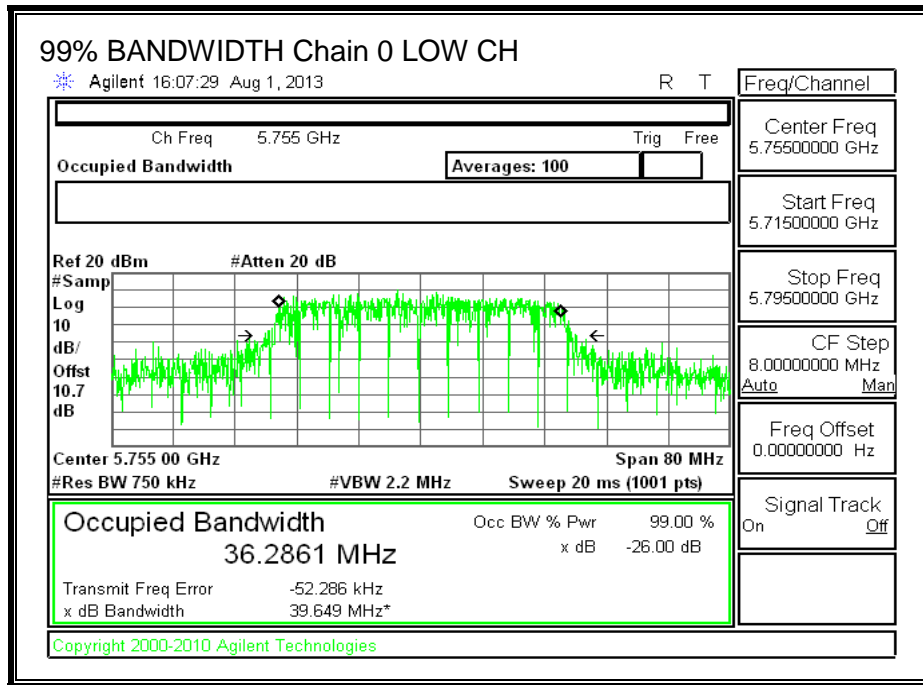 99% BANDWIDTH Chain 0 LOW CH
Agilent 16:07:29 Aug 1, 2013 R T
Freq/Channel
Ch Freq 5.755 GHz Trig Free
Occupied Bandwidth Averages: 100
Center Freq
5.75500000 GHz
Start Freq
5.71500000 GHz
Ref 20 dBm #Atten 20 dB
#Samp
Log
10
dB/
Offst
10.7
dB
Stop Freq
5.79500000 GHz
CF Step
8.00000000 MHz
Auto Man
Freq Offset
0.00000000 Hz
Center 5.755 00 GHz Span 80 MHz
#Res BW 750 kHz #VBW 2.2 MHz Sweep 20 ms (1001 pts)
Signal Track
On Off
Occupied Bandwidth Occ BW % Pwr 99.00 %
36.2861 MHz x dB -26.00 dB
Transmit Freq Error -52.286 kHz
x dB Bandwidth 39.649 MHz*
Copyright 2000-2010 Agilent Technologies